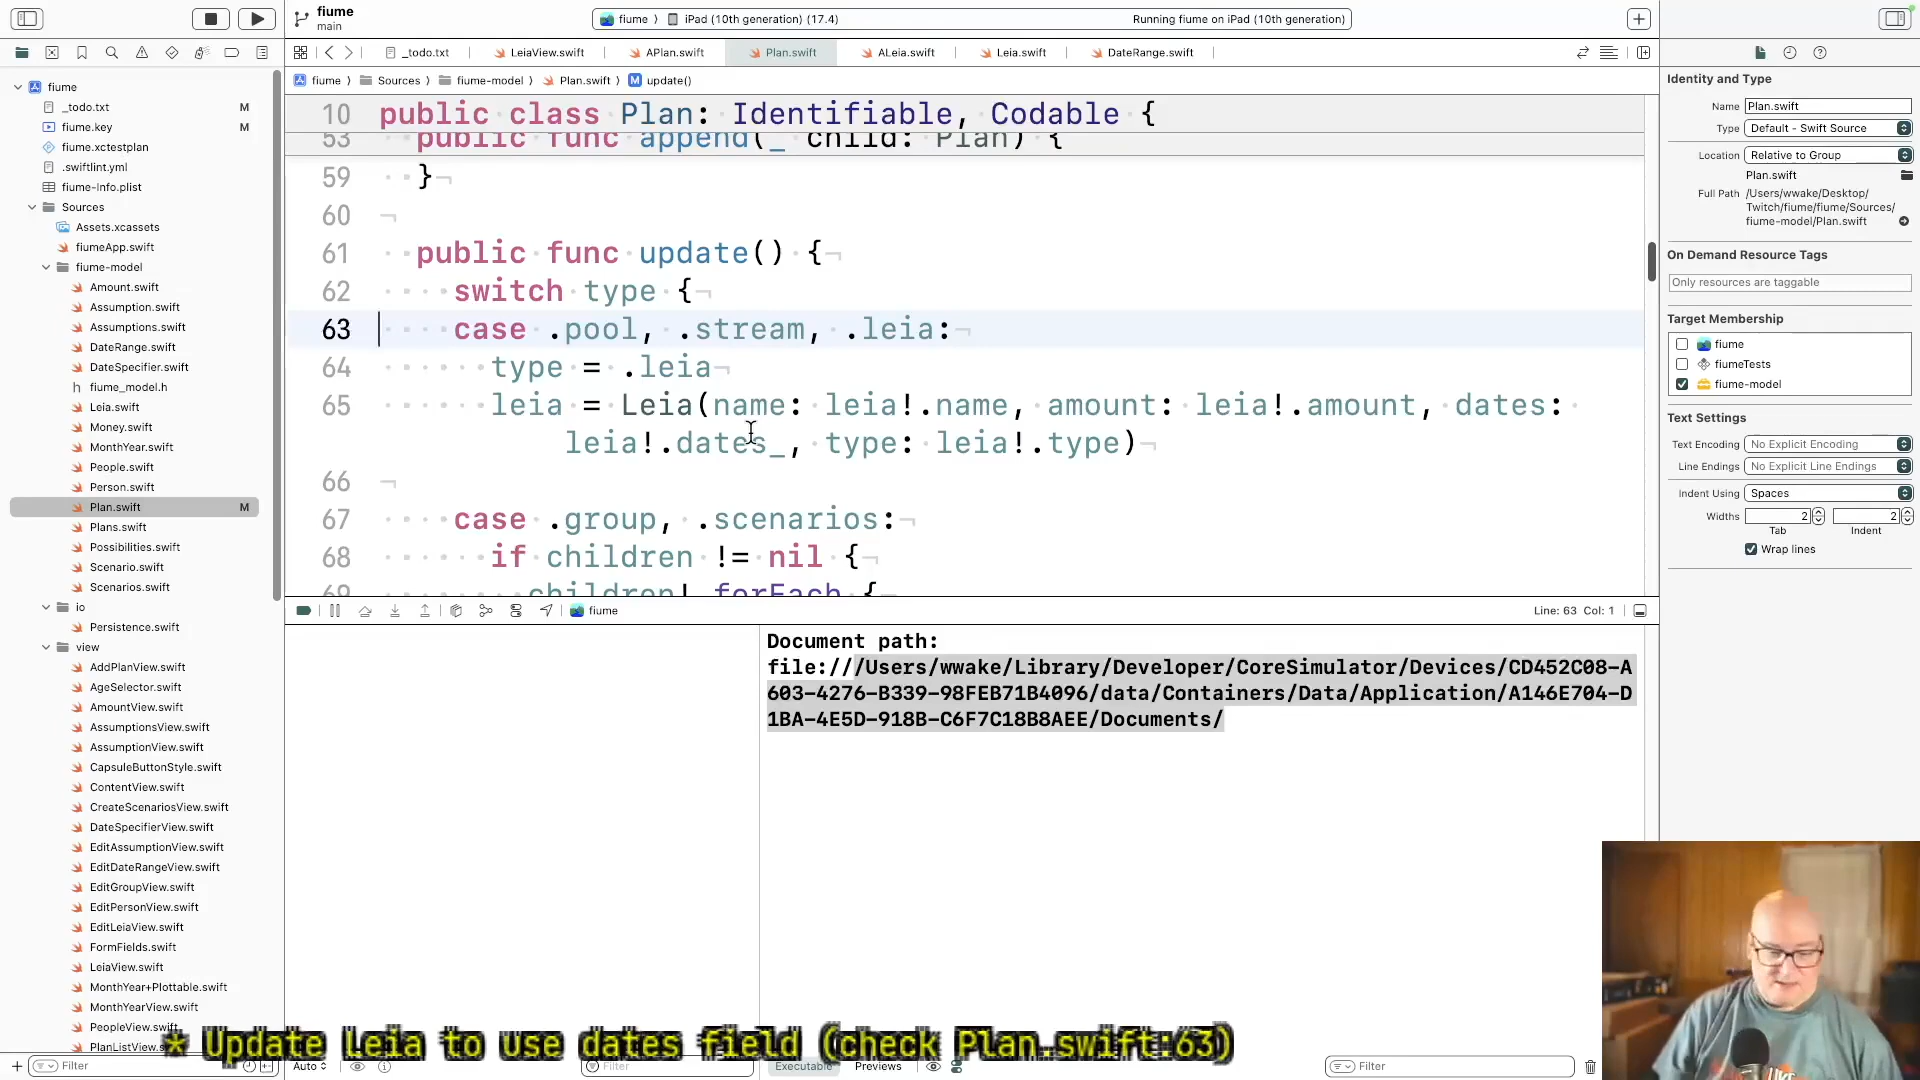 fiume
main
fiume
iPad (10th generation) (17.4)
Running fiume on iPad (10th generation)
_todo.txt
LeiaView.swift
APlan.swift
Plan.swift
ALeia.swift
Leia.swift
DateRange.swift
fiume
Sources
fiume-model
Plan.swift
M update()
fiume
_todo.txt M
fiume.key M
fiume.xctestplan
.swiftlint.yml
fiume-Info.plist
Sources
Assets.xcassets
fiumeApp.swift
fiume-model
Amount.swift
Assumption.swift
Assumptions.swift
DateRange.swift
DateSpecifier.swift
fiume_model.h
Leia.swift
Money.swift
MonthYear.swift
People.swift
Person.swift
Plan.swift M
Plans.swift
Possibilities.swift
Scenario.swift
Scenarios.swift
io
Persistence.swift
view
AddPlanView.swift
AgeSelector.swift
AmountView.swift
AssumptionsView.swift
AssumptionView.swift
CapsuleButtonStyle.swift
ContentView.swift
CreateScenariosView.swift
DateSpecifierView.swift
EditAssumptionView.swift
EditDateRangeView.swift
EditGroupView.swift
EditPersonView.swift
EditLeiaView.swift
FormFields.swift
LeiaView.swift
MonthYear+Plottable.swift
MonthYearView.swift
PeopleView.swift
PlanListView.swift
Filter
10 public class Plan: Identifiable, Codable {
53 public func append(_ child: Plan) {
59 }
60
61 public func update() {
62 switch type {
63 case .pool, .stream, .leia:
64 type = .leia
65 leia = Leia(name: leia!.name, amount: leia!.amount, dates:
leia!.dates_, type: leia!.type)
66
67 case .group, .scenarios:
68 if children != nil {
69 children!.forEach {
fiume
Line: 63 Col: 1
Document path:
file:///Users/wwake/Library/Developer/CoreSimulator/Devices/CD452C08-A
603-4276-B339-98FEB71B4096/data/Containers/Data/Application/A146E704-D
1BA-4E5D-918B-C6F7C18B8AEE/Documents/
Auto
Filter
Executable
Previews
Filter
Identity and Type
Name Plan.swift
Type Default - Swift Source
Location Relative to Group
Plan.swift
Full Path /Users/wwake/Desktop/
Twitch/fiume/fiume/Sources/
fiume-model/Plan.swift
On Demand Resource Tags
Only resources are taggable
Target Membership
fiume
fiumeTests
fiume-model
Text Settings
Text Encoding No Explicit Encoding
Line Endings No Explicit Line Endings
Indent Using Spaces
Widths 2 2
Tab Indent
Wrap lines
* Update Leia to use dates field (check Plan.swift:63)